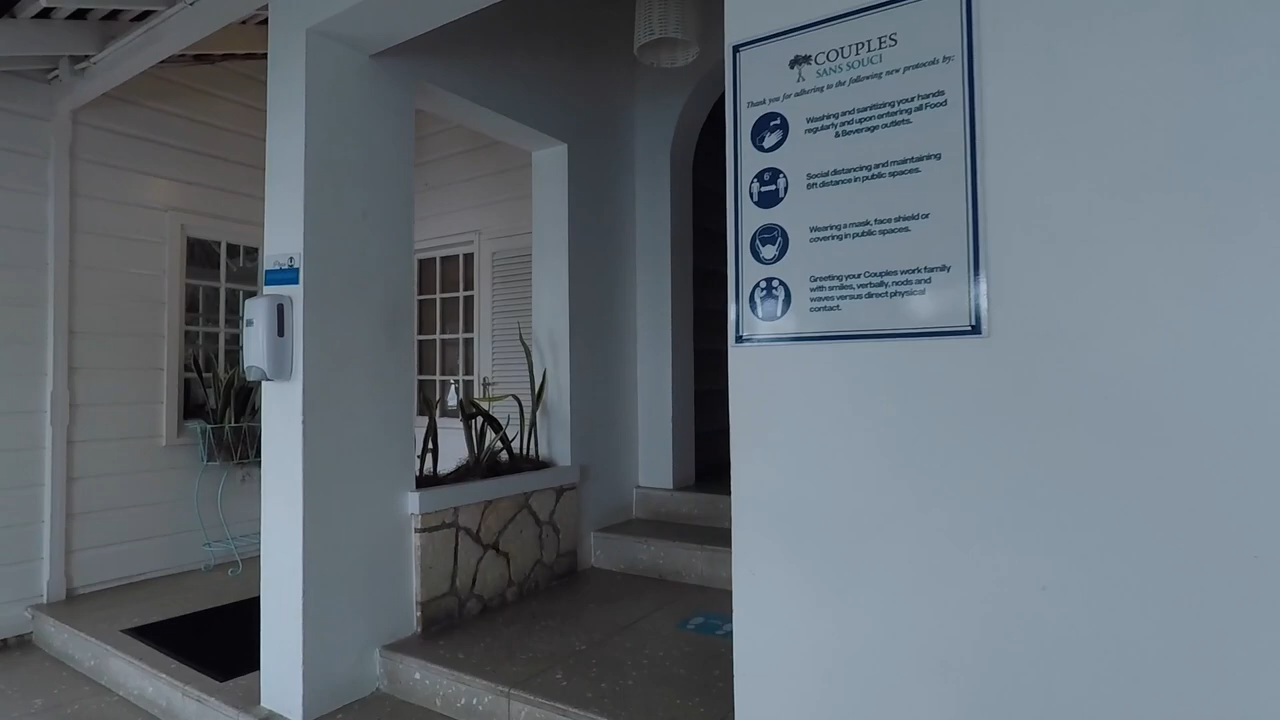 COUPLES
SANS SOUCI
Thank you for adhering to the following new protocols by:
Washing and sanitizing your hands
regularly and upon entering all Food
& Beverage outlets.
6'
Social distancing and maintaining
6ft distance in public spaces.
Wearing a mask, face shield or
covering in public spaces.
Greeting your Couples work family
with smiles, verbally, nods and
waves versus direct physical
contact.